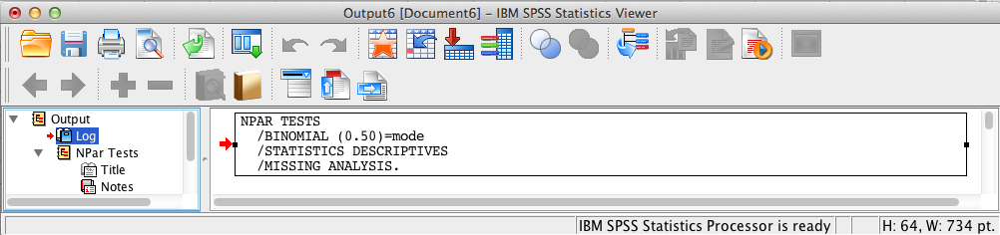 Output6 [Document6] – IBM SPSS Statistics Viewer
Output
Log
NPar Tests
Title
Notes
NPAR TESTS
/BINOMIAL (0.50)=mode
/STATISTICS DESCRIPTIVES
/MISSING ANALYSIS.
IBM SPSS Statistics Processor is ready
H: 64, W: 734 pt.